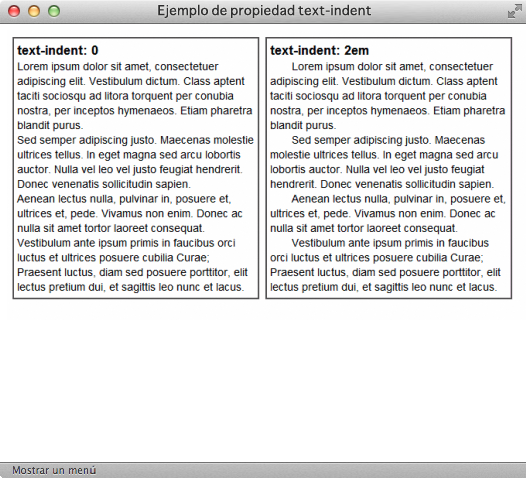 Ejemplo de propiedad text-indent
text-indent: 0
Lorem ipsum dolor sit amet, consectetuer
adipiscing elit. Vestibulum dictum. Class aptent
taciti sociosqu ad litora torquent per conubia
nostra, per inceptos hymenaeos. Etiam pharetra
blandit purus.
Sed semper adipiscing justo. Maecenas molestie
ultrices tellus. In eget magna sed arcu lobortis
auctor. Nulla vel leo vel justo feugiat hendrerit.
Donec venenatis sollicitudin sapien.
Aenean lectus nulla, pulvinar in, posuere et,
ultrices et, pede. Vivamus non enim. Donec ac
nulla sit amet tortor laoreet consequat.
Vestibulum ante ipsum primis in faucibus orci
luctus et ultrices posuere cubilia Curae;
Praesent luctus, diam sed posuere porttitor, elit
lectus pretium dui, et sagittis leo nunc et lacus.
text-indent: 2em
Lorem ipsum dolor sit amet, consectetuer
adipiscing elit. Vestibulum dictum. Class aptent
taciti sociosqu ad litora torquent per conubia
nostra, per inceptos hymenaeos. Etiam pharetra
blandit purus.
Sed semper adipiscing justo. Maecenas
molestie ultrices tellus. In eget magna sed arcu
lobortis auctor. Nulla vel leo vel justo feugiat
hendrerit. Donec venenatis sollicitudin sapien.
Aenean lectus nulla, pulvinar in, posuere et,
ultrices et, pede. Vivamus non enim. Donec ac
nulla sit amet tortor laoreet consequat.
Vestibulum ante ipsum primis in faucibus
orci luctus et ultrices posuere cubilia Curae;
Praesent luctus, diam sed posuere porttitor, elit
lectus pretium dui, et sagittis leo nunc et lacus.
Mostrar un menú